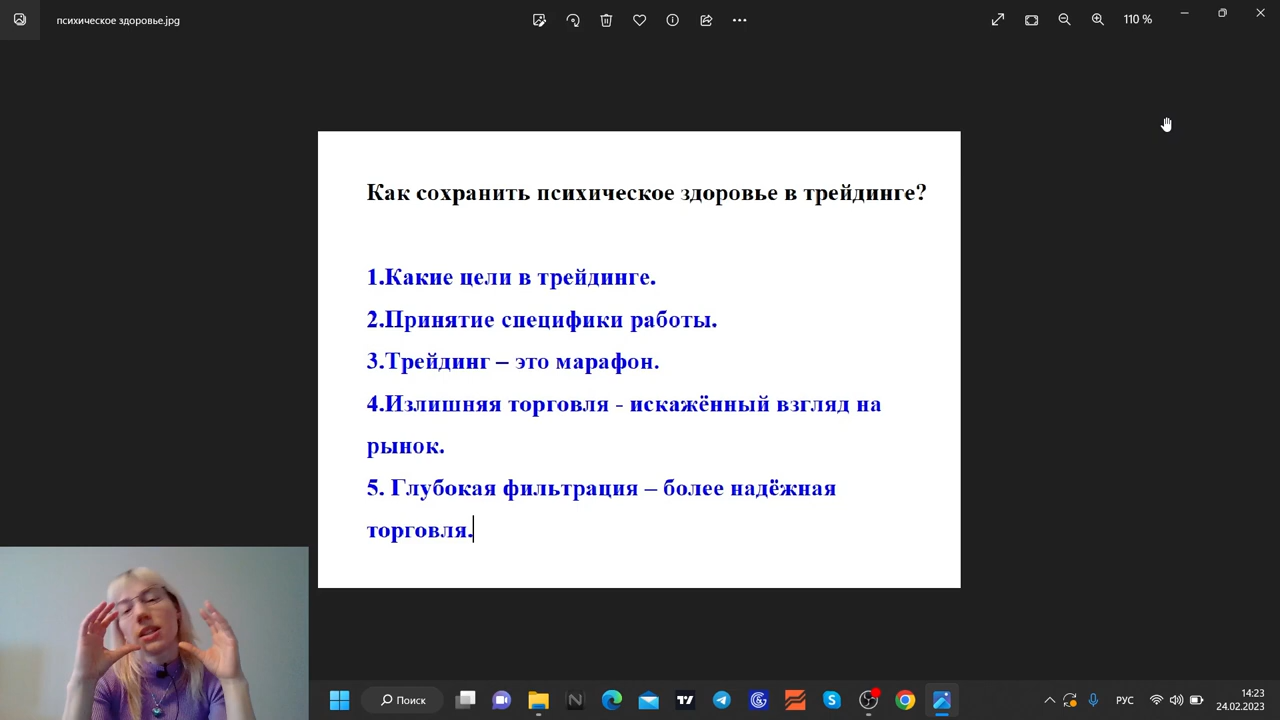 психическое здоровье.jpg
110 %
Как сохранить психическое здоровье в трейдинге?
1.Какие цели в трейдинге.
2.Принятие специфики работы.
3.Трейдинг – это марафон.
4.Излишняя торговля - искажённый взгляд на
рынок.
5. Глубокая фильтрация – более надёжная
торговля.
Поиск
РУС
14:23
24.02.2023